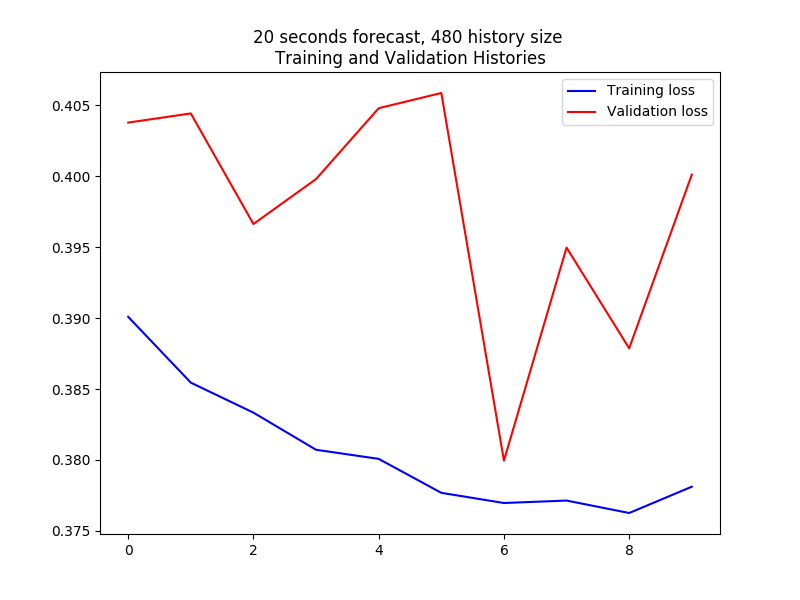 20 seconds forecast, 480 history size
Training and Validation Histories
Training loss
Validation loss
0.405
0.400
0.395
0.390
0.385
0.380
0.375
0 2 4 6 8